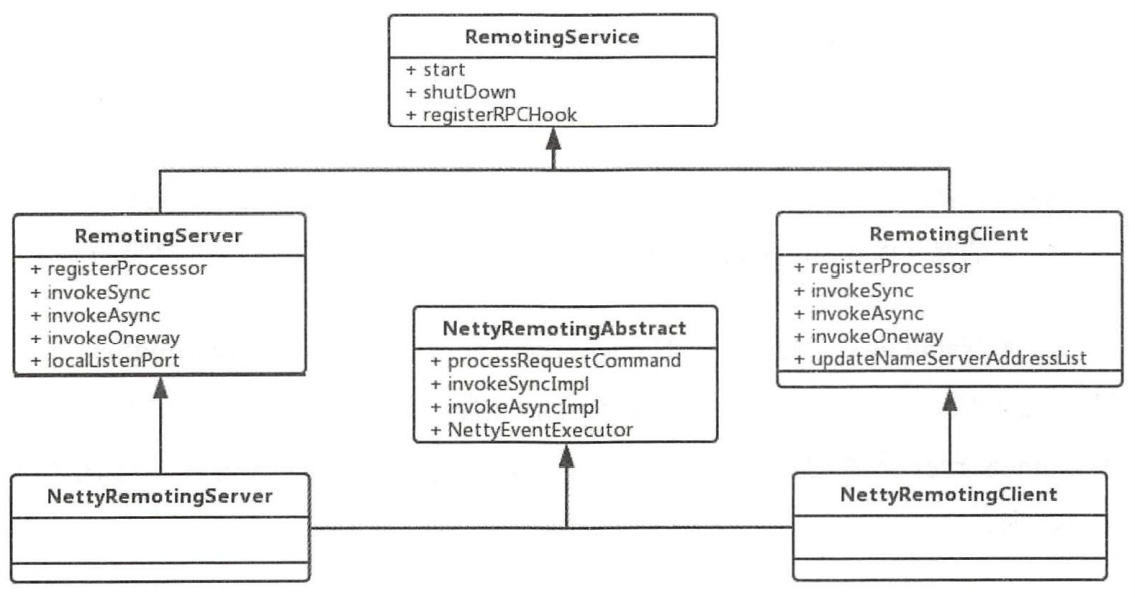 RemotingService
+ start
+ shutDown
+ registerRPCHook
RemotingServer
+ registerProcessor
+ invokeSync
+ invokeAsync
+ invokeOneway
+ localListenPort
RemotingClient
+ registerProcessor
+ invokeSync
+ invokeAsync
+ invokeOneway
+ updateNameServerAddressList
NettyRemotingAbstract
+ processRequestCommand
+ invokeSyncImpl
+ invokeAsyncImpl
+ NettyEventExecutor
NettyRemotingServer
NettyRemotingClient